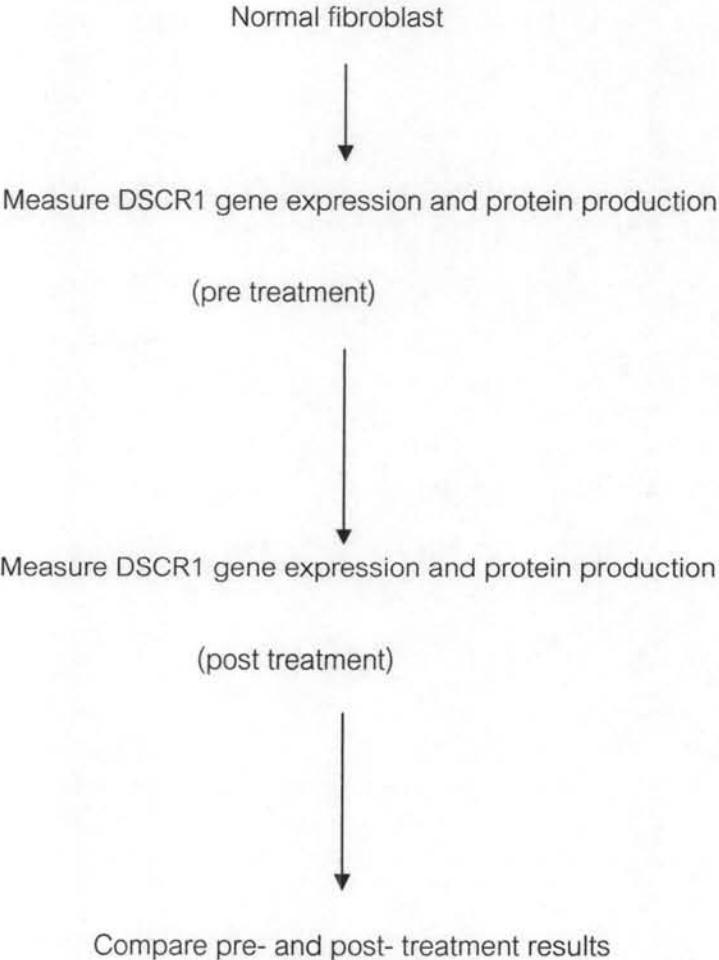 Normal fibroblast
Measure DSCR1 gene expression and protein production
(pre treatment)
Measure DSCR1 gene expression and protein production
(post treatment)
Compare pre- and post- treatment results